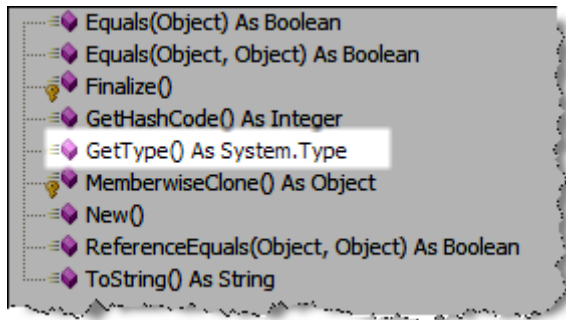 Equals(Object) As Boolean
Equals(Object, Object) As Boolean
Finalize()
GetHashCode() As Integer
GetType() As System.Type
MemberwiseClone() As Object
New()
ReferenceEquals(Object, Object) As Boolean
ToString() As String